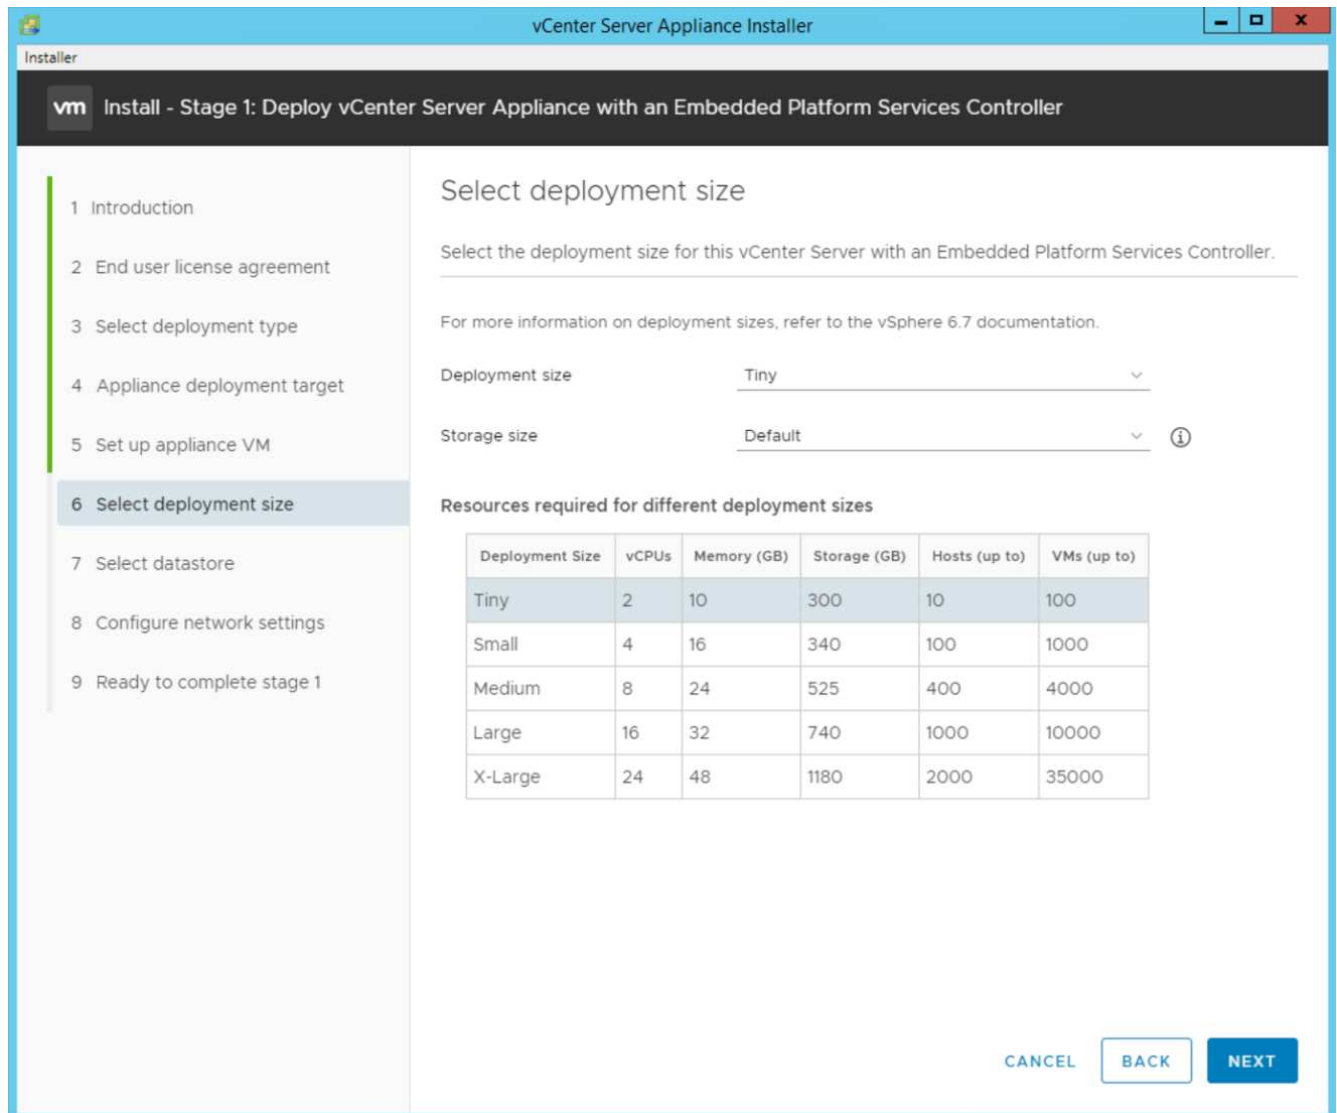 vCenter Server Appliance Installer
Installer
vm Install - Stage 1: Deploy vCenter Server Appliance with an Embedded Platform Services Controller
1 Introduction
2 End user license agreement
3 Select deployment type
4 Appliance deployment target
5 Set up appliance VM
6 Select deployment size
7 Select datastore
8 Configure network settings
9 Ready to complete stage 1
Select deployment size
Select the deployment size for this vCenter Server with an Embedded Platform Services Controller.
For more information on deployment sizes, refer to the vSphere 6.7 documentation.
Deployment size Tiny
Storage size Default
Resources required for different deployment sizes
Deployment Size vCPUs Memory (GB) Storage (GB) Hosts (up to) VMs (up to)
Tiny 2 10 300 10 100
Small 4 16 340 100 1000
Medium 8 24 525 400 4000
Large 16 32 740 1000 10000
X-Large 24 48 1180 2000 35000
CANCEL BACK NEXT